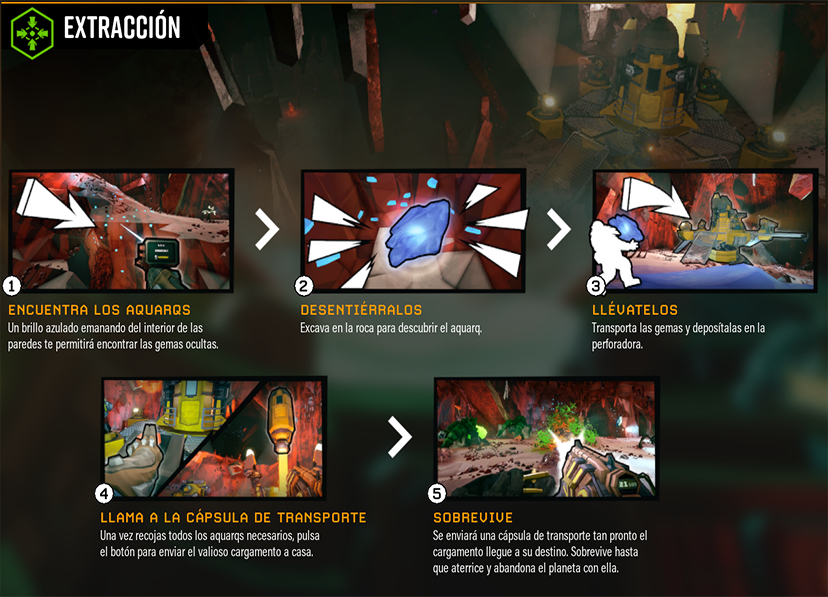 EXTRACCIÓN
1
ENCUENTRA LOS AQUARQS
Un brillo azulado emanando del interior de las
paredes te permitirá encontrar las gemas ocultas.
2
DESENTIÉRRALOS
Excava en la roca para descubrir el aquarq.
3
LLÉVATELOS
Transporta las gemas y deposítalas en la
perforadora.
4
LLAMA A LA CÁPSULA DE TRANSPORTE
Una vez recojas todos los aquarqs necesarios, pulsa
el botón para enviar el valioso cargamento a casa.
5
SOBREVIVE
Se enviará una cápsula de transporte tan pronto el
cargamento llegue a su destino. Sobrevive hasta
que aterrice y abandona el planeta con ella.